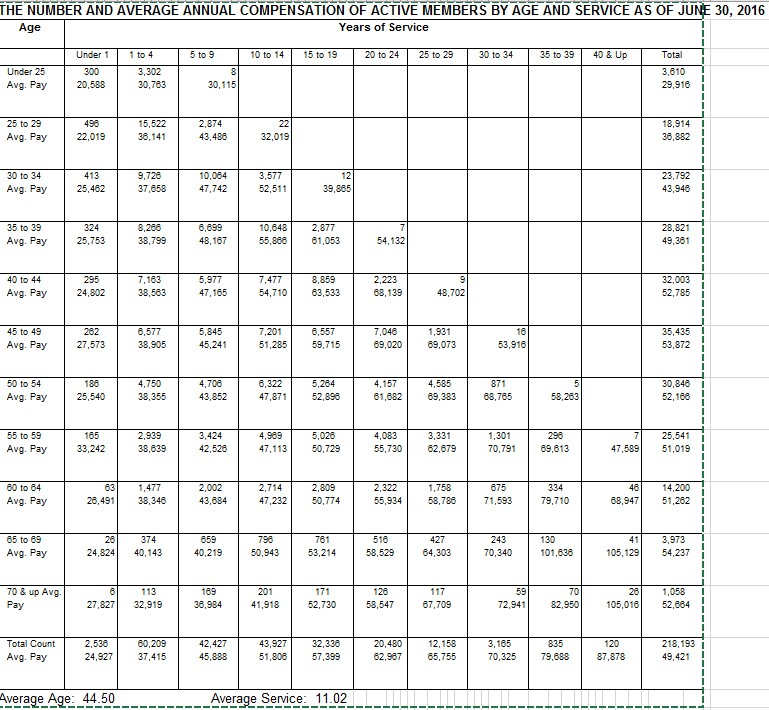 THE NUMBER AND AVERAGE ANNUAL COMPENSATION OF ACTIVE MEMBERS BY AGE AND SERVICE AS OF JUNE 30, 2016
Age Years of Service
Under 1 1 to 4 5 to 9 10 to 14 15 to 19 20 to 24 25 to 29 30 to 34 35 to 39 40 & Up Total
Under 25 300 3,302 8 3,610
Avg. Pay 20,588 30,763 30,115 29,916
25 to 29 496 15,522 2,874 22 18,914
Avg. Pay 22,019 36,141 43,486 32,019 36,882
30 to 34 413 9,726 10,064 3,577 12 23,792
Avg. Pay 25,462 37,658 47,742 52,511 39,865 43,946
35 to 39 324 8,266 6,699 10,648 2,877 7 28,821
Avg. Pay 25,753 38,799 48,167 55,866 61,053 54,132 49,361
40 to 44 295 7,163 5,977 7,477 8,859 2,223 9 32,003
Avg. Pay 24,802 38,563 47,165 54,710 63,533 68,139 48,702 52,785
45 to 49 262 6,577 5,845 7,201 6,557 7,046 1,931 16 35,435
Avg. Pay 27,573 38,905 45,241 51,285 59,715 69,020 69,073 53,916 53,872
50 to 54 186 4,750 4,706 6,322 5,264 4,157 4,585 871 5 30,846
Avg. Pay 25,540 38,355 43,852 47,871 52,896 61,682 69,383 68,765 58,263 52,166
55 to 59 165 2,939 3,424 4,969 5,026 4,083 3,331 1,301 296 7 25,541
Avg. Pay 33,242 38,639 42,526 47,113 50,729 55,730 62,679 70,791 69,613 47,589 51,019
60 to 64 63 1,477 2,002 2,714 2,809 2,322 1,758 675 334 46 14,200
Avg. Pay 26,491 38,346 43,684 47,232 50,774 55,934 58,786 71,593 79,710 68,947 51,262
65 to 69 26 374 659 796 761 516 427 243 130 41 3,973
Avg. Pay 24,824 40,143 40,219 50,943 53,214 58,529 64,303 70,340 101,636 105,129 54,237
70 & up Avg. 6 113 169 201 171 126 117 59 70 26 1,058
Pay 27,827 32,919 36,984 41,918 52,730 58,547 67,709 72,941 82,950 105,016 52,664
Total Count 2,536 60,209 42,427 43,927 32,336 20,480 12,158 3,165 835 120 218,193
Avg. Pay 24,927 37,415 45,888 51,806 57,399 62,967 65,755 70,325 79,688 87,878 49,421
Average Age: 44.50 Average Service: 11.02